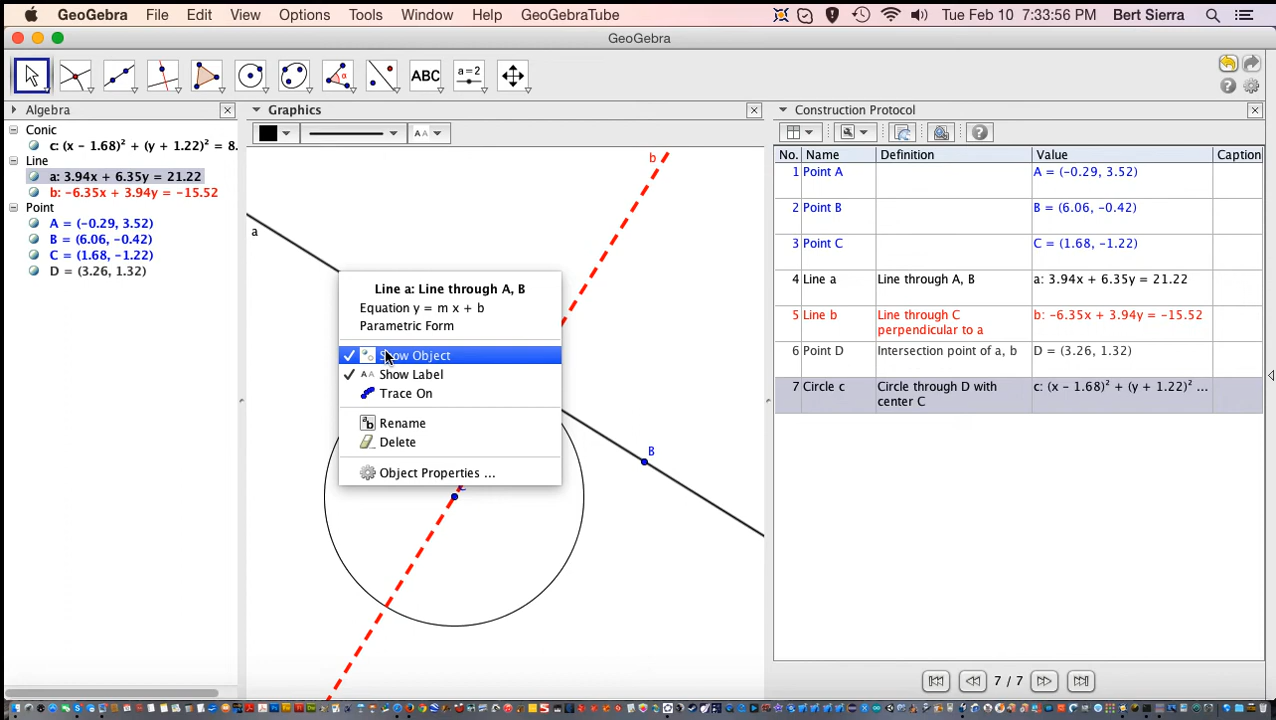 GeoGebra File Edit View Options Tools Window Help GeoGebraTube Tue Feb 10 7:33:56 PM Bert Sierra
GeoGebra
ABC a=2
Algebra
Conic
c: (x – 1.68)² + (y + 1.22)² = 8.
Line
a: 3.94x + 6.35y = 21.22
b: –6.35x + 3.94y = –15.52
Point
A = (–0.29, 3.52)
B = (6.06, –0.42)
C = (1.68, –1.22)
D = (3.26, 1.32)
Graphics
AA
b
a
Line a: Line through A, B
Equation y = m x + b
Parametric Form
Show Object
Show Label
Trace On
Rename
Delete
Object Properties ...
B
Construction Protocol
No. Name Definition Value Caption
1 Point A A = (–0.29, 3.52)
2 Point B B = (6.06, –0.42)
3 Point C C = (1.68, –1.22)
4 Line a Line through A, B a: 3.94x + 6.35y = 21.22
5 Line b Line through C b: –6.35x + 3.94y = –15.52
perpendicular to a
6 Point D Intersection point of a, b D = (3.26, 1.32)
7 Circle c Circle through D with c: (x – 1.68)² + (y + 1.22)² ...
center C
7 / 7